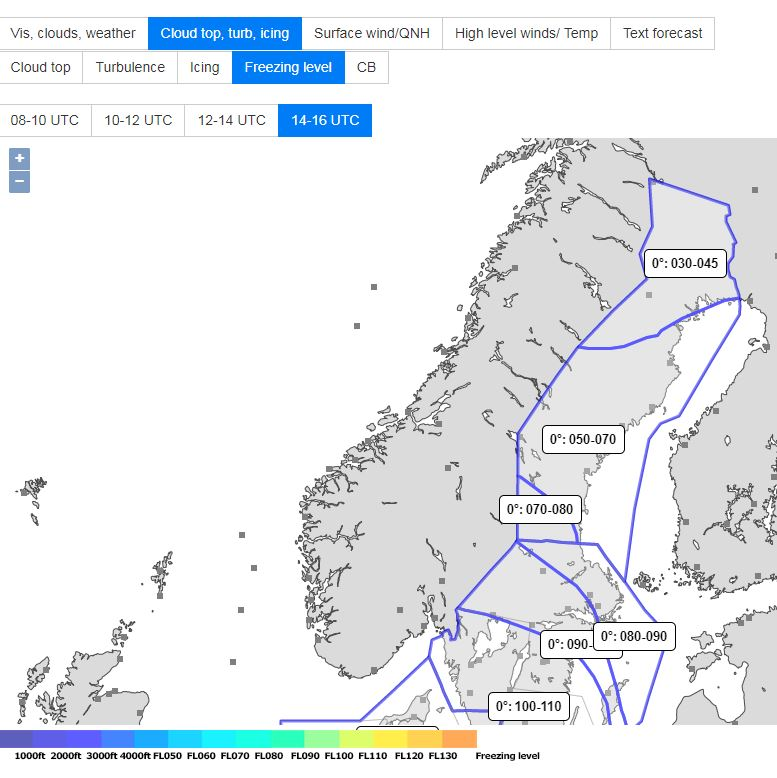 Vis, clouds, weather Cloud top, turb, icing Surface wind/QNH High level winds/ Temp Text forecast
Cloud top Turbulence Icing Freezing level CB
08-10 UTC 10-12 UTC 12-14 UTC 14-16 UTC
+
−
0°: 030-045
0°: 050-070
0°: 070-080
0°: 090- 0°: 080-090
0°: 100-110
1000ft 2000ft 3000ft 4000ft FL050 FL060 FL070 FL080 FL090 FL100 FL110 FL120 FL130 Freezing level